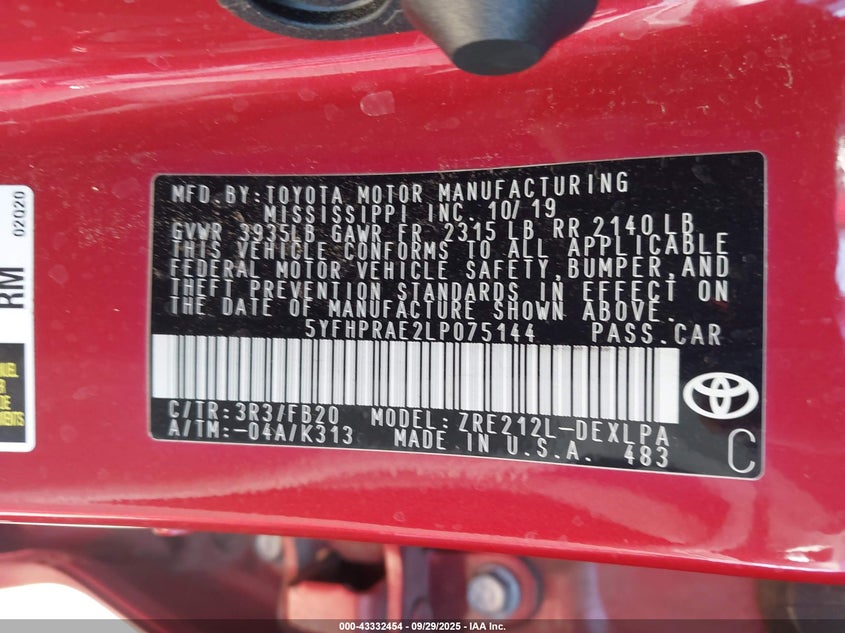 MFD.BY:TOYOTA MOTOR MANUFACTURING
MISSISSIPPI INC. 10/19
GVWR 3935LB GAWR FR 2315 LB RR 2140 LB
THIS VEHICLE CONFORMS TO ALL APPLICABLE
FEDERAL MOTOR VEHICLE SAFETY,BUMPER,AND
THEFT PREVENTION STANDARDS IN EFFECT ON
THE DATE OF MANUFACTURE SHOWN ABOVE.
5YFHPRAE2LP075144 PASS.CAR
C/TR:3R3/FB20 MODEL:ZRE212L-DEXLPA
A/TM:-04A/K313 MADE IN U.S.A. 483
C
02020
RM
000-43332454 - 09/29/2025 - IAA Inc.